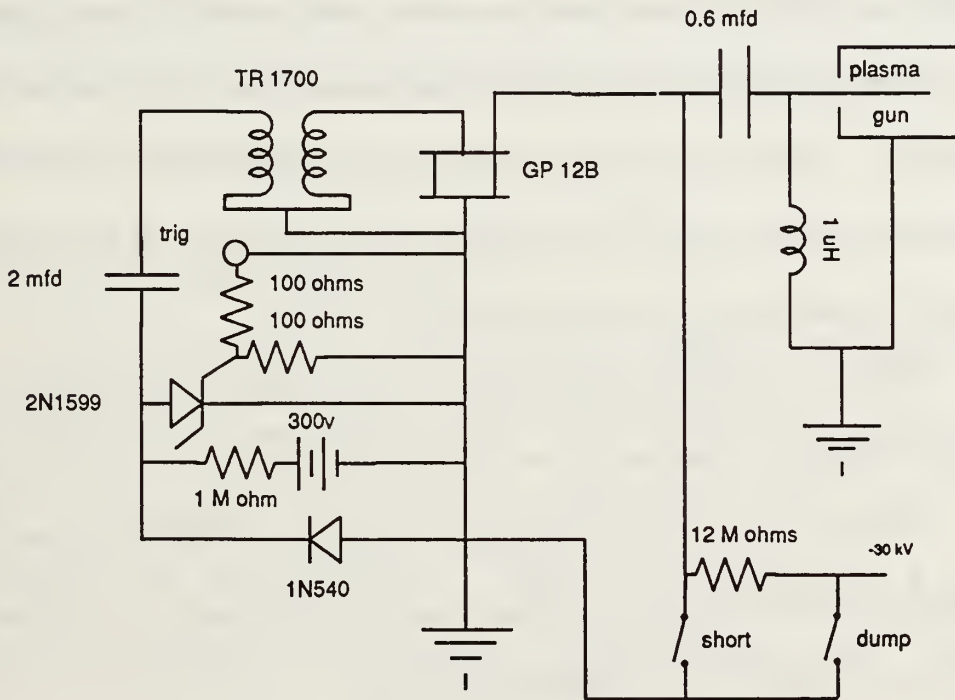 0.6 mfd
TR 1700
plasma
gun
GP 12B
trig
1 uH
2 mfd
100 ohms
100 ohms
2N1599
300v
1 M ohm
12 M ohms
-30 kV
1N540
short
dump